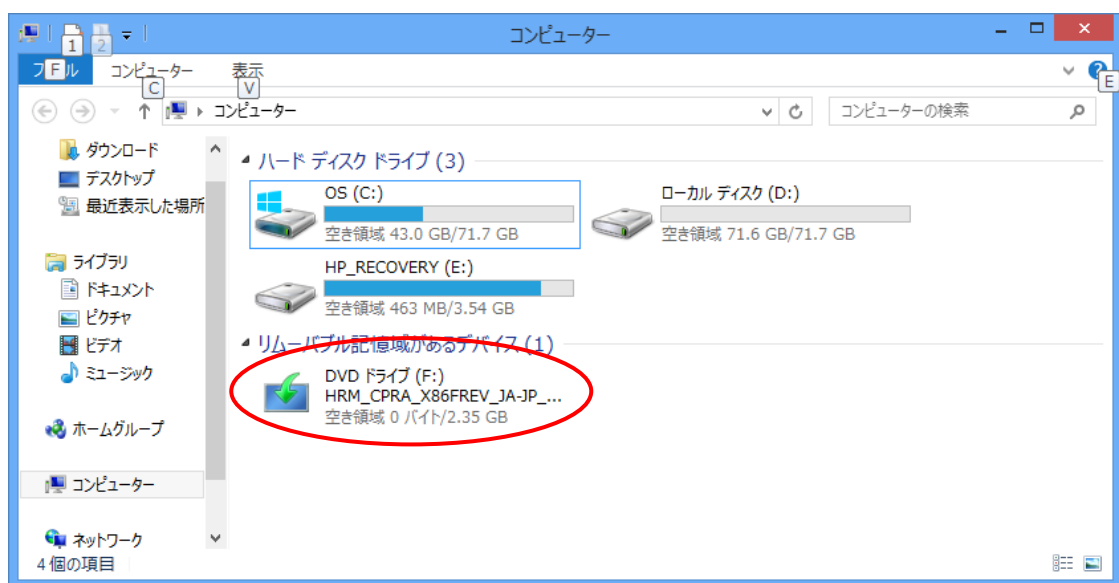 1
2
コンピューター
ファイル
F
コンピューター
C
表示
V
E
コンピューター
コンピューターの検索
ダウンロード
デスクトップ
最近表示した場所
ライブラリ
ドキュメント
ピクチャ
ビデオ
ミュージック
ホームグループ
コンピューター
ネットワーク
ハード ディスク ドライブ (3)
OS (C:)
空き領域 43.0 GB/71.7 GB
ローカル ディスク (D:)
空き領域 71.6 GB/71.7 GB
HP_RECOVERY (E:)
空き領域 463 MB/3.54 GB
リムーバブル記憶域があるデバイス (1)
DVD ドライブ (F:)
HRM_CPRA_X86FREV_JA-JP_...
空き領域 0 バイト/2.35 GB
4 個の項目